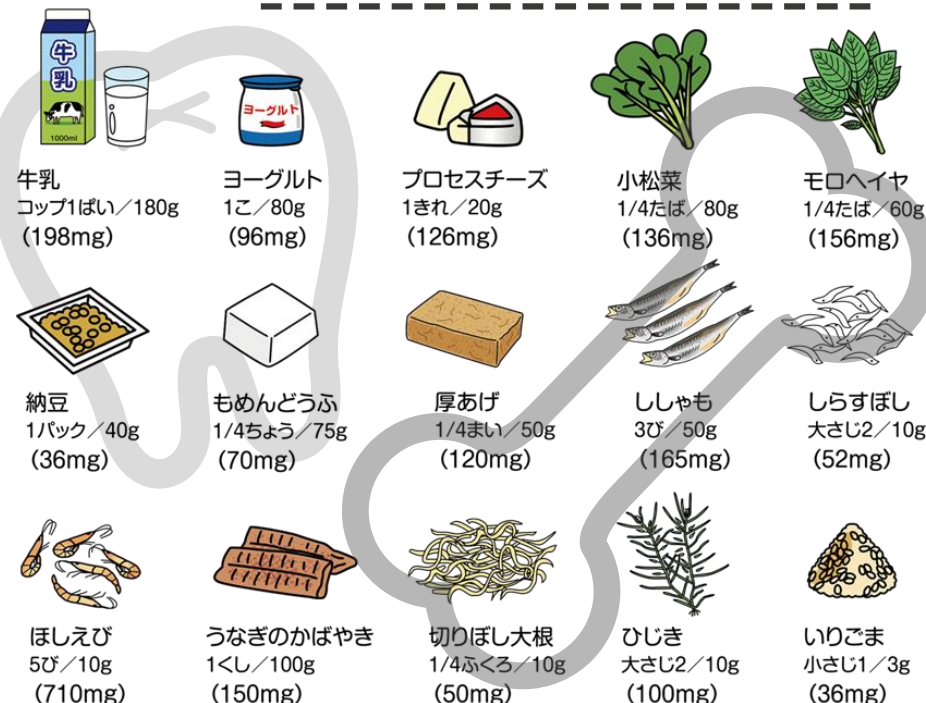 牛乳
1000ml
ヨーグルト
牛乳
コップ1ぱい／180g
(198mg)
ヨーグルト
1こ／80g
(96mg)
プロセスチーズ
1きれ／20g
(126mg)
小松菜
1/4たば／80g
(136mg)
モロヘイヤ
1/4たば／60g
(156mg)
納豆
1パック／40g
(36mg)
もめんどうふ
1/4ちょう／75g
(70mg)
厚あげ
1/4まい／50g
(120mg)
ししゃも
3び／50g
(165mg)
しらすぼし
大さじ2／10g
(52mg)
ほしえび
5び／10g
(710mg)
うなぎのかばやき
1くし／100g
(150mg)
切りぼし大根
1/4ふくろ／10g
(50mg)
ひじき
大さじ2／10g
(100mg)
いりごま
小さじ1／3g
(36mg)